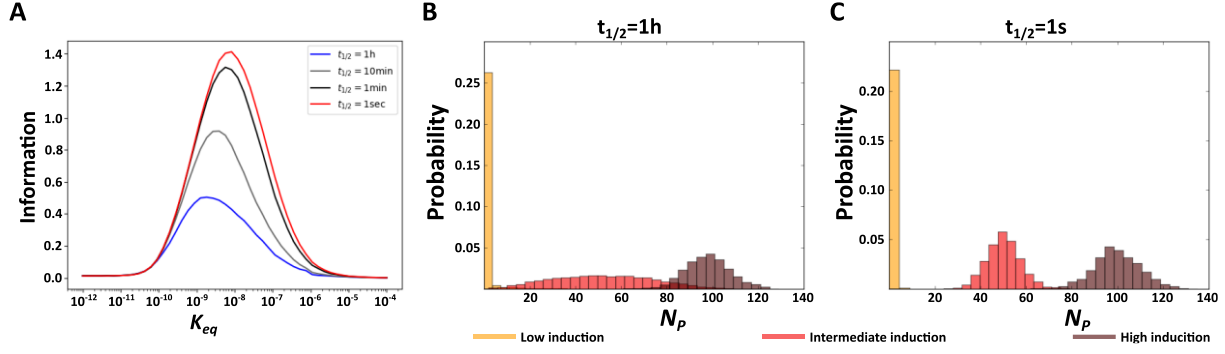 A
Information
1.4
1.2
1.0
0.8
0.6
0.4
0.2
0.0
10-12 10-11 10-10 10-9 10-8 10-7 10-6 10-5 10-4
Keq
t1/2 = 1h
t1/2 = 10min
t1/2 = 1min
t1/2 = 1sec
B
t1/2=1h
Probability
0.25
0.20
0.15
0.10
0.05
20 40 60 80 100 120 140
NP
C
t1/2=1s
Probability
0.20
0.15
0.10
0.05
20 40 60 80 100 120 140
NP
Low induction
Intermediate induction
High inducition